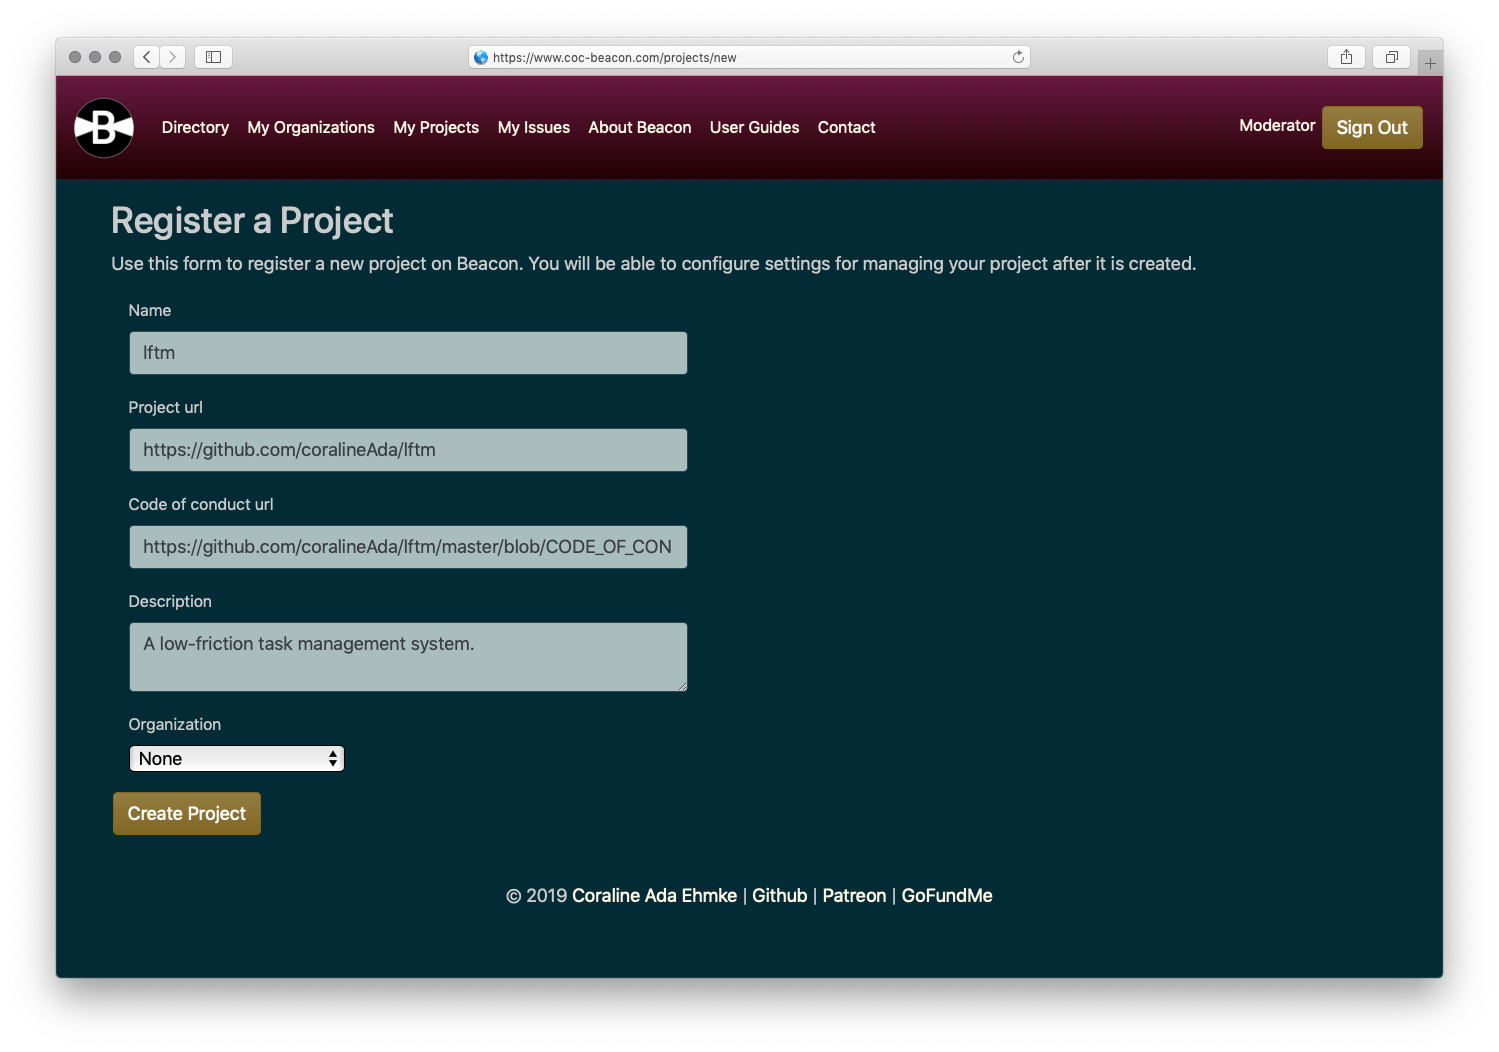 https://www.coc-beacon.com/projects/new
B
Directory My Organizations My Projects My Issues About Beacon User Guides Contact Moderator Sign Out
Register a Project
Use this form to register a new project on Beacon. You will be able to configure settings for managing your project after it is created.
Name
lftm
Project url
https://github.com/coralineAda/lftm
Code of conduct url
https://github.com/coralineAda/lftm/master/blob/CODE_OF_CON
Description
A low-friction task management system.
Organization
None
Create Project
© 2019 Coraline Ada Ehmke | Github | Patreon | GoFundMe